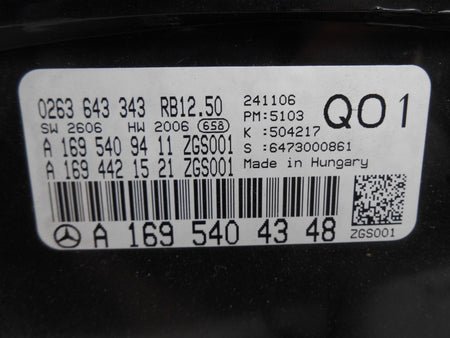 0263 643 343 RB12.50
SW 2606 HW 2006 658
A 169 540 94 11 ZGS001
A 169 442 15 21 ZGS001
241106
PM:5103
K : 504217
S :6473000861
Made in Hungary
Q01
A 169 540 43 48
ZGS001